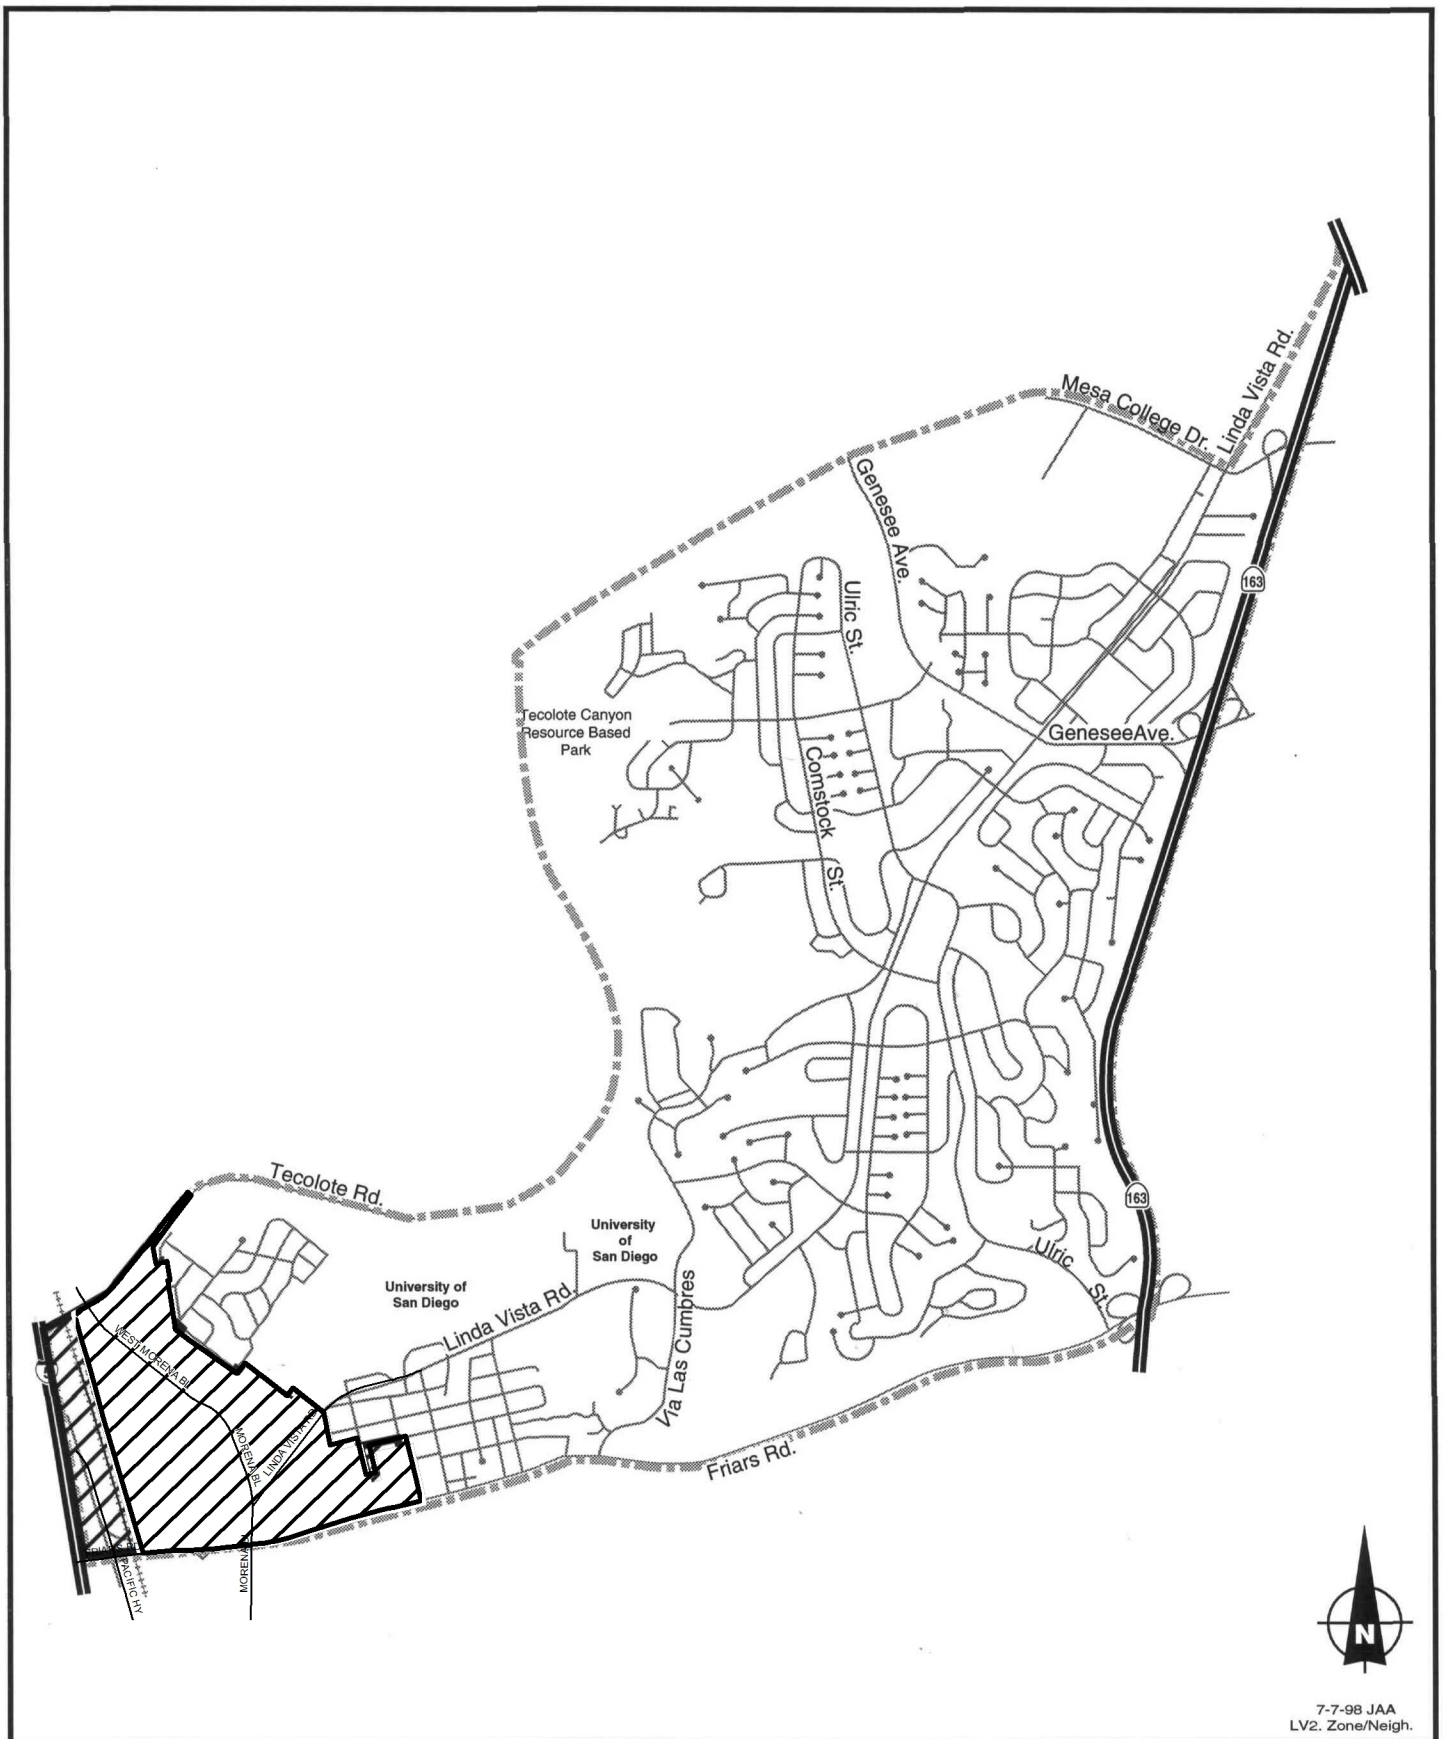 Mesa College Dr.
Linda Vista Rd.
Genesee Ave.
163
Ulric St.
Tecolote Canyon
Resource Based
Park
GeneseeAve.
Comstock
St.
Tecolote Rd.
163
University
of
San Diego
Ulric
St.
University of
San Diego
Linda Vista Rd.
Via Las Cumbres
WEST MORENA BL
MORENA BL
LINDA VISTA RD
Friars Rd.
PACIFIC HY
N
7-7-98 JAA
LV2. Zone/Neigh.